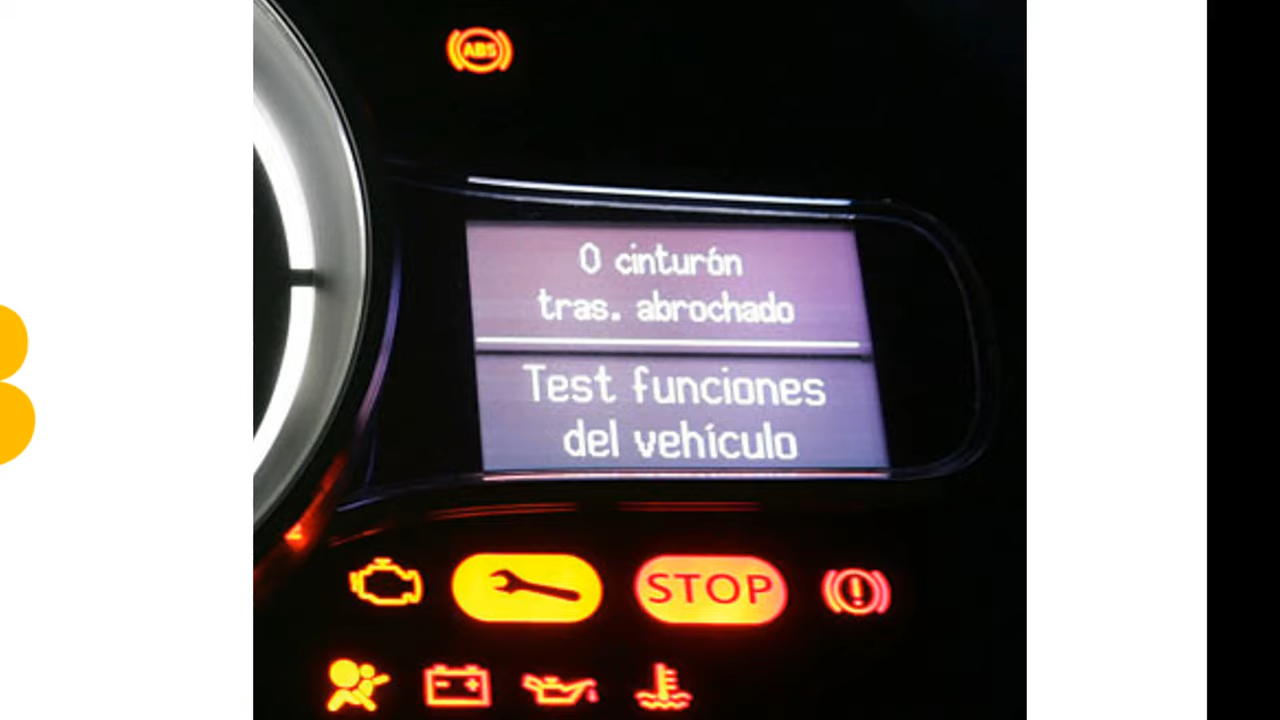 ABS
0 cinturón
tras. abrochado
Test funciones
del vehículo
STOP